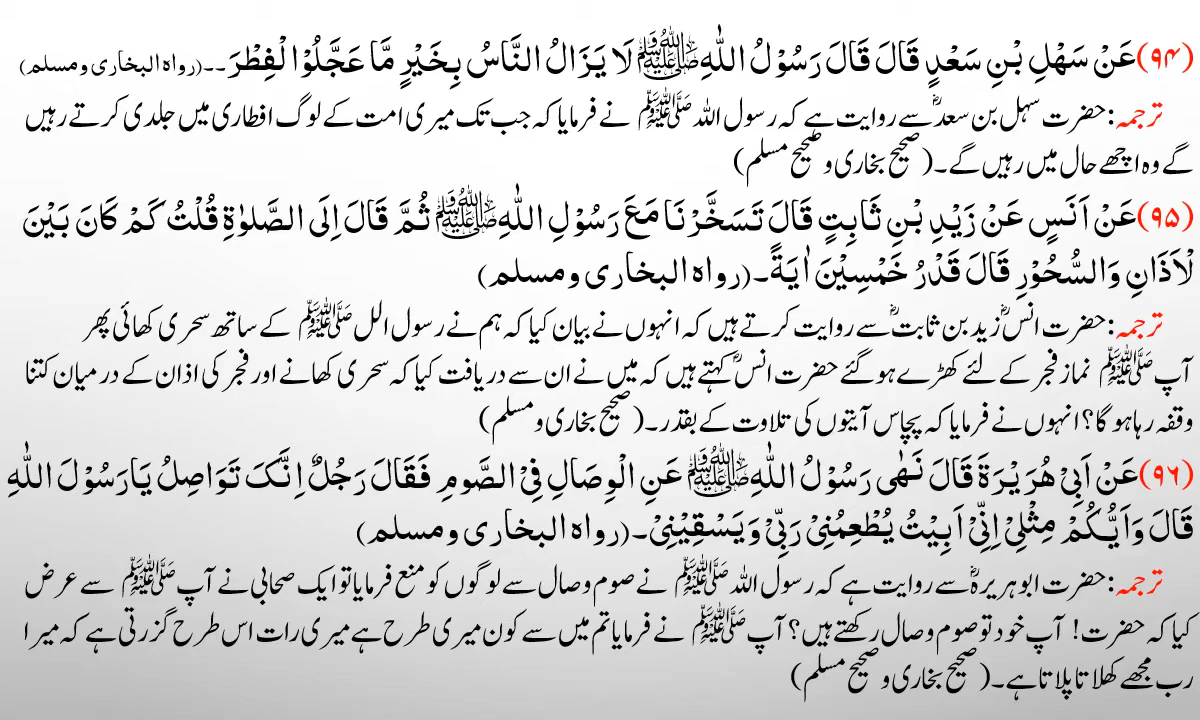 (۹۴) عَنْ سَهْلِ بْنِ سَعْدٍ قَالَ قَالَ رَسُوْلُ اللّٰهِ ﷺ لَا يَزَالُ النَّاسُ بِخَيْرٍ مَّا عَجَّلُوْا الْفِطْرَ۔۔(رواہ البخاری ومسلم)
ترجمہ: حضرت سہل بن سعدؓ سے روایت ہے کہ رسول اللہ ﷺ نے فرمایا کہ جب تک میری امت کے لوگ افطاری میں جلدی کرتے رہیں
گے وہ اچھے حال میں رہیں گے۔(صحیح بخاری و صحیح مسلم)
(۹۵) عَنْ اَنَسٍ عَنْ زَيْدِ بْنِ ثَابِتٍ قَالَ تَسَخَّرْنَا مَعَ رَسُوْلِ اللّٰهِ ﷺ ثُمَّ قَالَ اِلَى الصَّلٰوةِ قُلْتُ كَمْ كَانَ بَيْنَ
لْاَذَانِ وَالسُّحُوْرِ قَالَ قَدْرُ خَمْسِيْنَ اٰيَةً۔(رواہ البخاری ومسلم)
ترجمہ: حضرت انسؓ زید بن ثابتؓ سے روایت کرتے ہیں کہ انہوں نے بیان کیا کہ ہم نے رسول الل ﷺ کے ساتھ سحری کھائی پھر
آپ ﷺ نماز فجر کے لئے کھڑے ہو گئے حضرت انسؓ کہتے ہیں کہ میں نے ان سے دریافت کیا کہ سحری کھانے اور فجر کی اذان کے درمیان کتنا
وقفہ رہا ہو گا؟ انہوں نے فرمایا کہ پچاس آیتوں کی تلاوت کے بقدر۔(صحیح بخاری و مسلم)
(۹۶) عَنْ اَبِيْ هُرَيْرَةَ قَالَ نَهٰى رَسُوْلُ اللّٰهِ ﷺ عَنِ الْوِصَالِ فِيْ الصَّومِ فَقَالَ رَجُلٌ اِنَّكَ تَوَاصِلُ يَا رَسُوْلَ اللّٰهِ
قَالَ وَاَيُّكُمْ مِثْلِيْ اِنِّيْ اَبِيْتُ يُطْعِمُنِيْ رَبِّيْ وَيَسْقِيْنِيْ۔(رواہ البخاری ومسلم)
ترجمہ: حضرت ابو ہریرہؓ سے روایت ہے کہ رسول اللہ ﷺ نے صوم وصال سے لوگوں کو منع فرمایا تو ایک صحابی نے آپ ﷺ سے عرض
کیا کہ حضرت! آپ خود تو صوم وصال رکھتے ہیں؟ آپ ﷺ نے فرمایا تم میں سے کون میری طرح ہے میری رات اس طرح گزرتی ہے کہ میرا
رب مجھے کھلاتا پلاتا ہے۔(صحیح بخاری و صحیح مسلم)